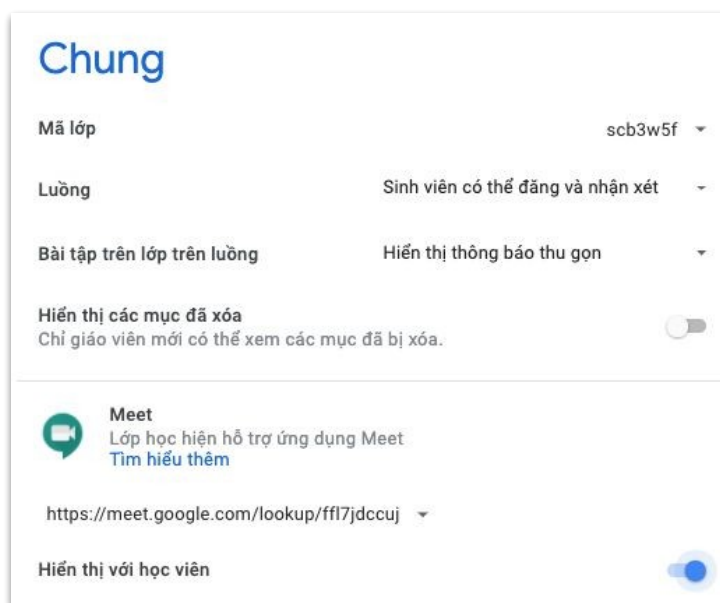 Chung
Mã lớp
scb3w5f
Luồng
Sinh viên có thể đăng và nhận xét
Bài tập trên lớp trên luồng
Hiển thị thông báo thu gọn
Hiển thị các mục đã xóa
Chỉ giáo viên mới có thể xem các mục đã bị xóa.
Meet
Lớp học hiện hỗ trợ ứng dụng Meet
Tìm hiểu thêm
https://meet.google.com/lookup/ffl7jdccuj
Hiển thị với học viên